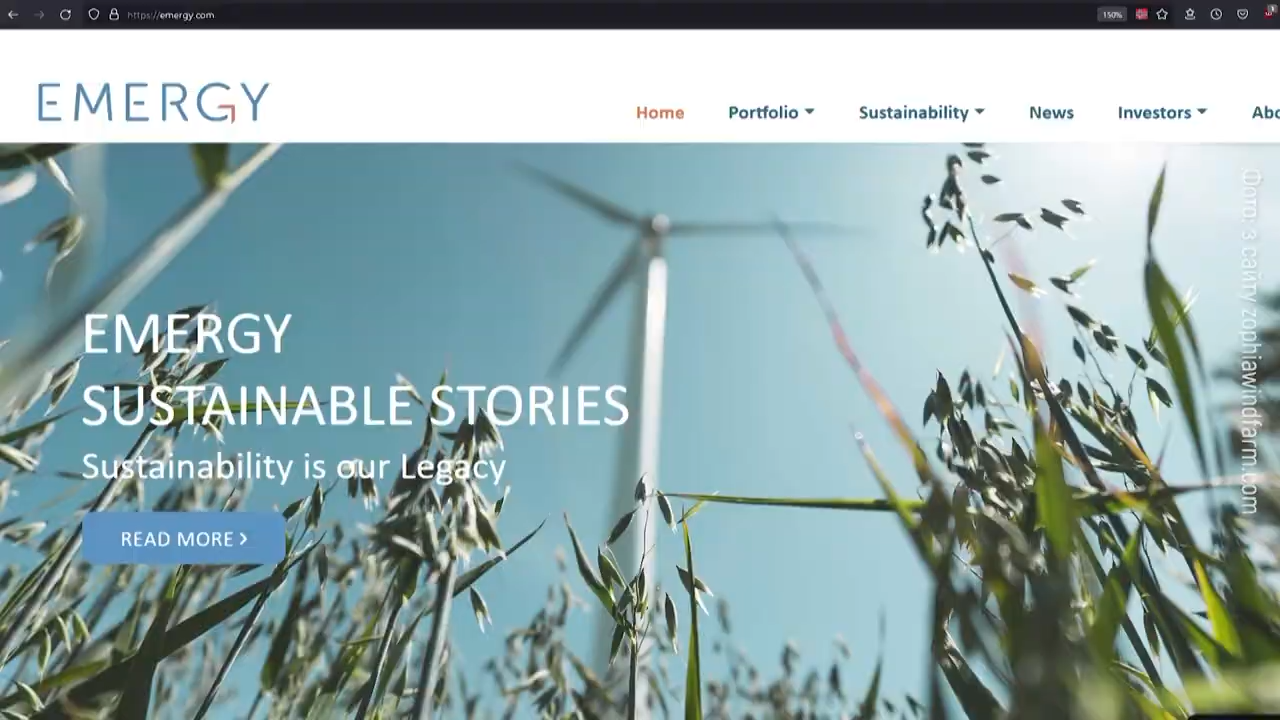 https://emergy.com
150%
EMERGY
Home Portfolio Sustainability News Investors Abo
EMERGY
SUSTAINABLE STORIES
Sustainability is our Legacy
READ MORE
Фото: з сайту zophiawindfarm.com